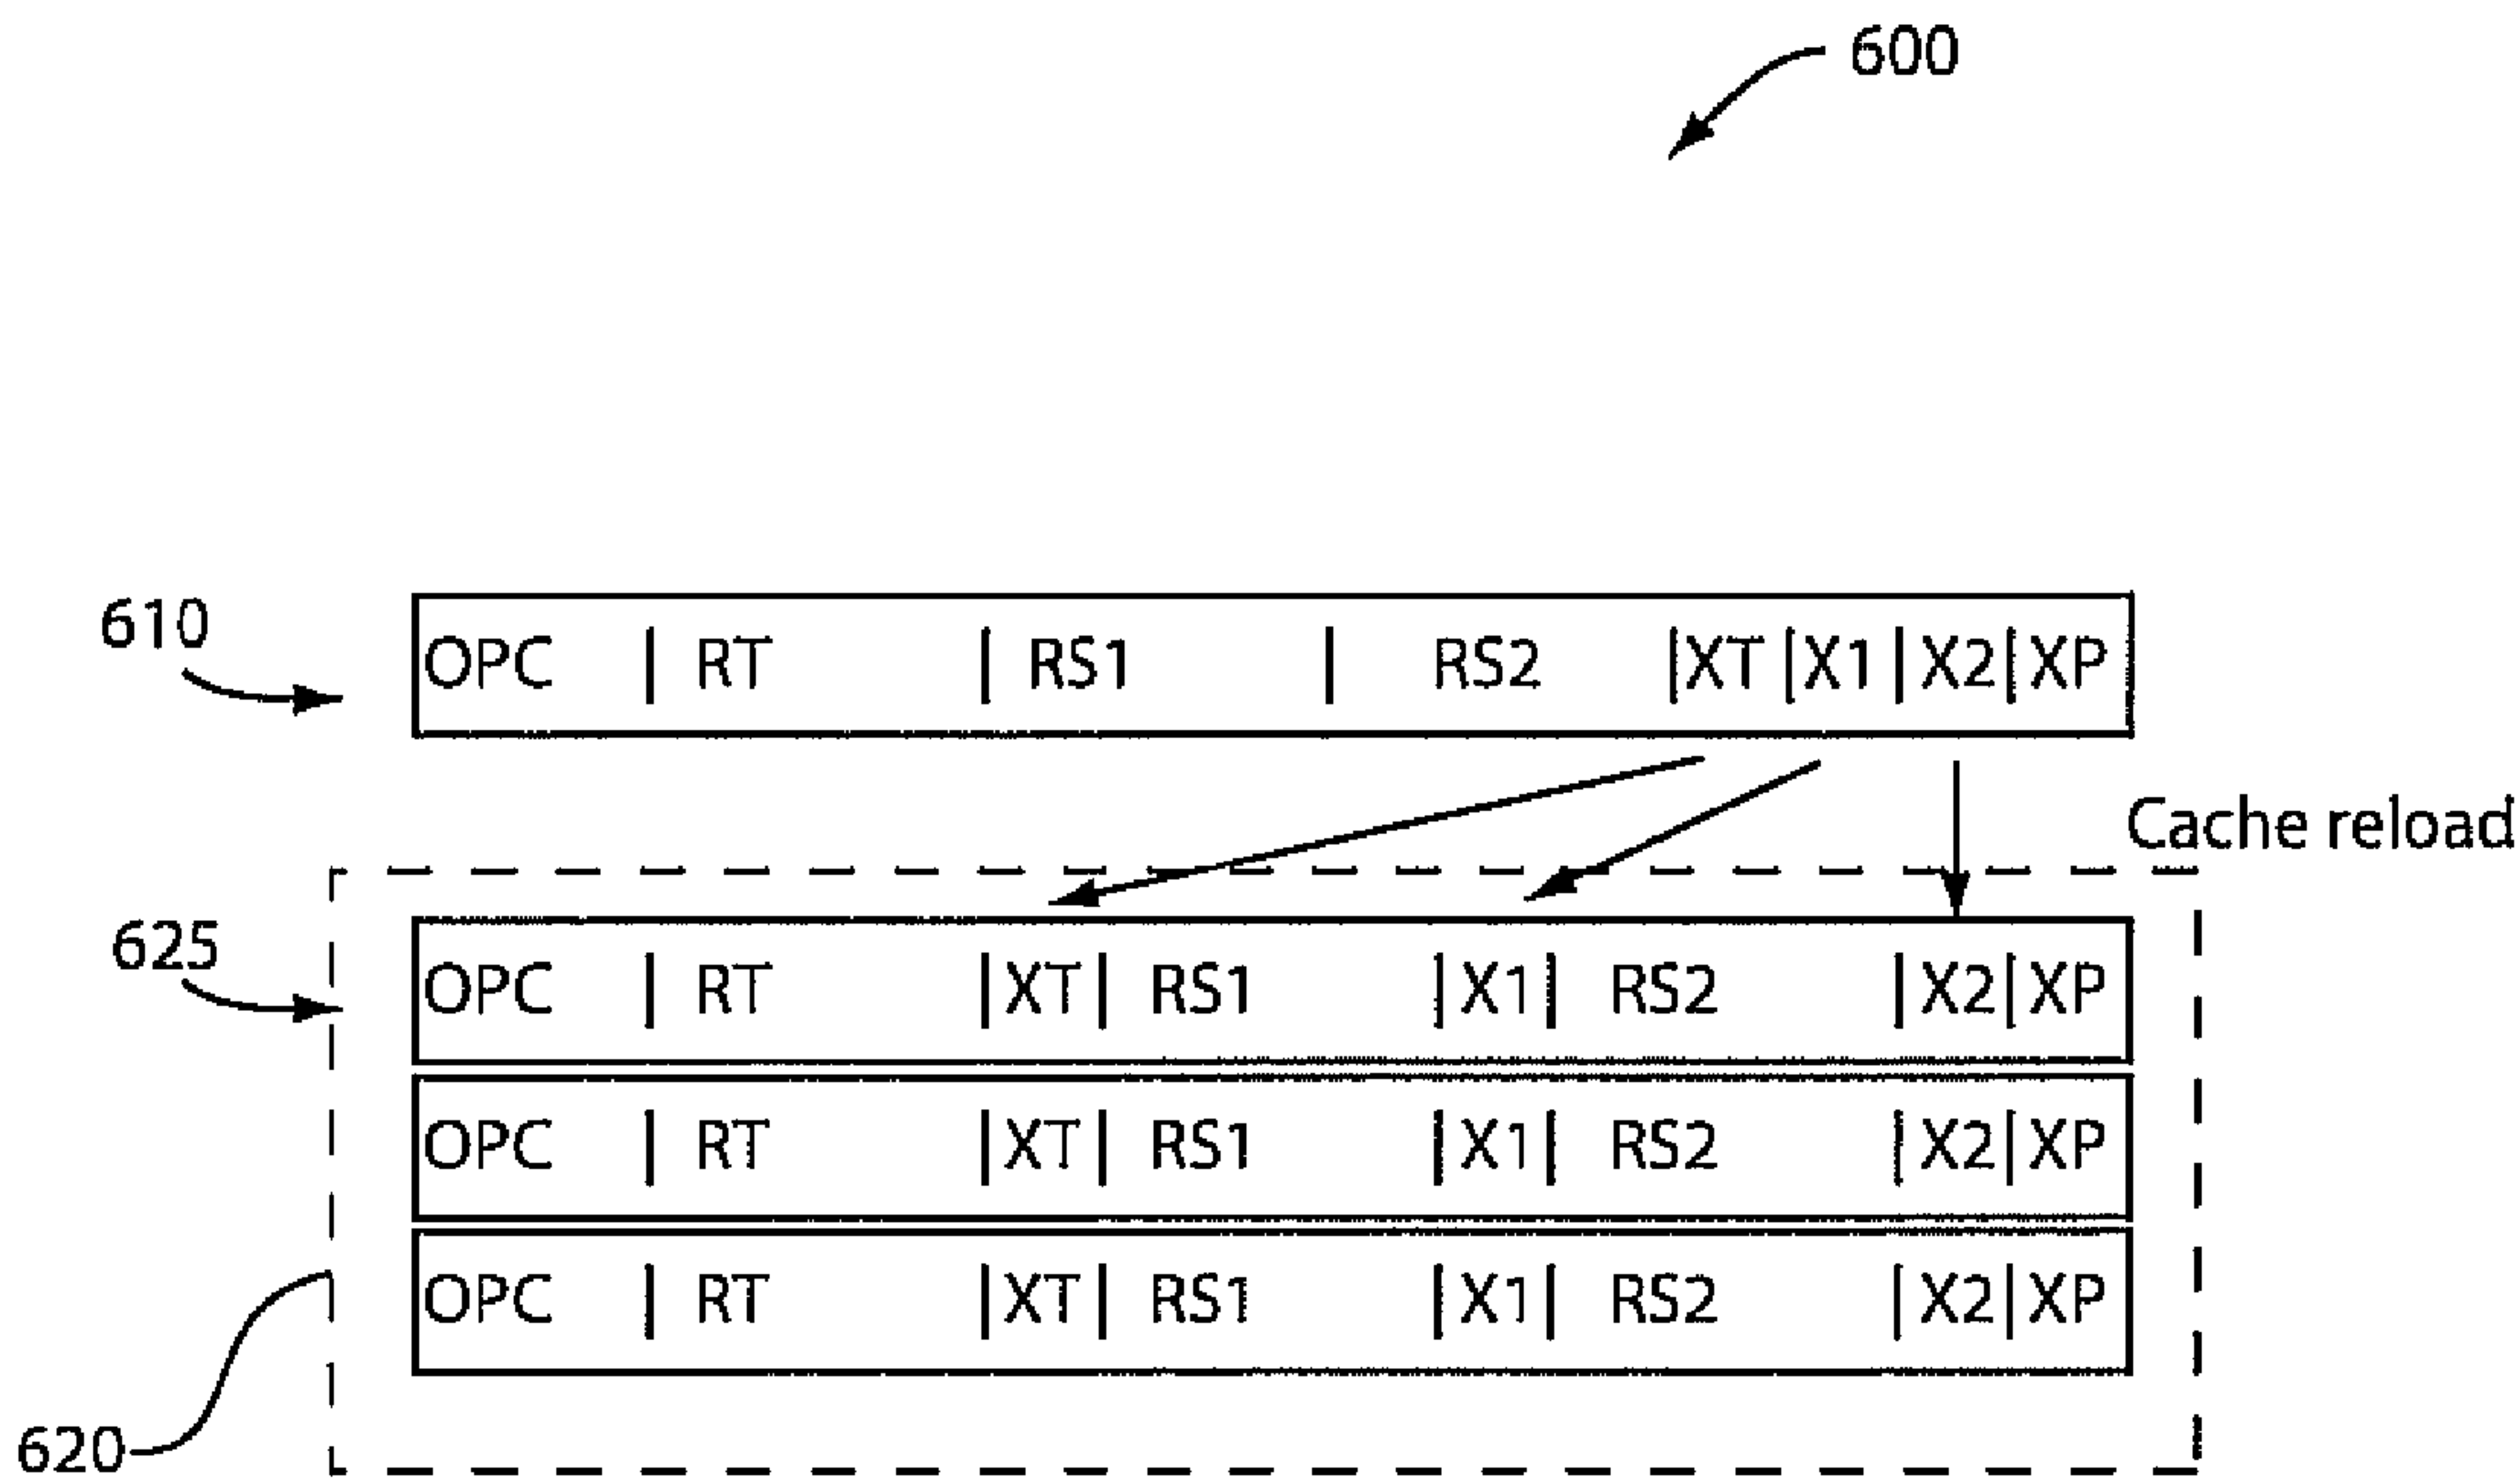 600
610
OPC | RT | RS1 | RS2 |XT |X1 | X2| XP
Cache reload
625
OPC | RT |XT| RS1 | X1| RS2 | X2| XP
OPC | RT |XT| RS1 | X1| RS2 | X2| XP
OPC | RT |XT| RS1 | X1| RS2 | X2| XP
620